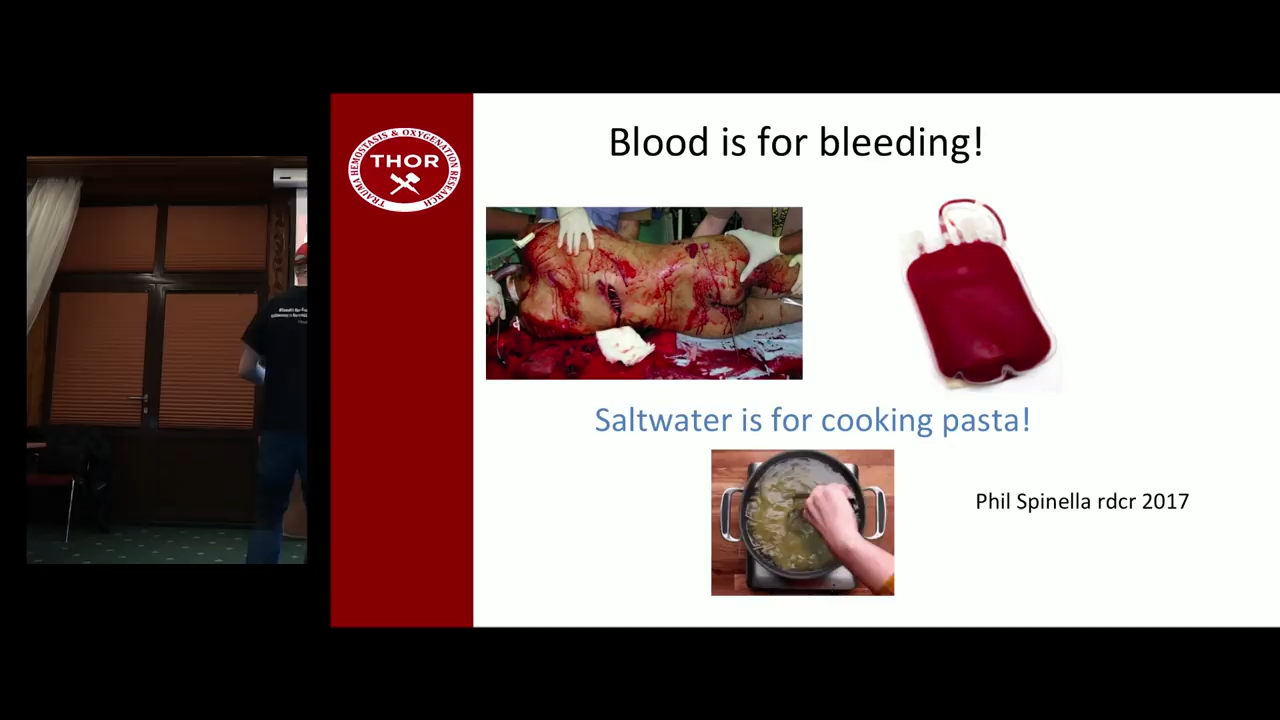 Blood is for bleeding!
TRAUMA HEMOSTASIS & OXYGENATION RESEARCH
THOR
Saltwater is for cooking pasta!
Phil Spinella rdcr 2017